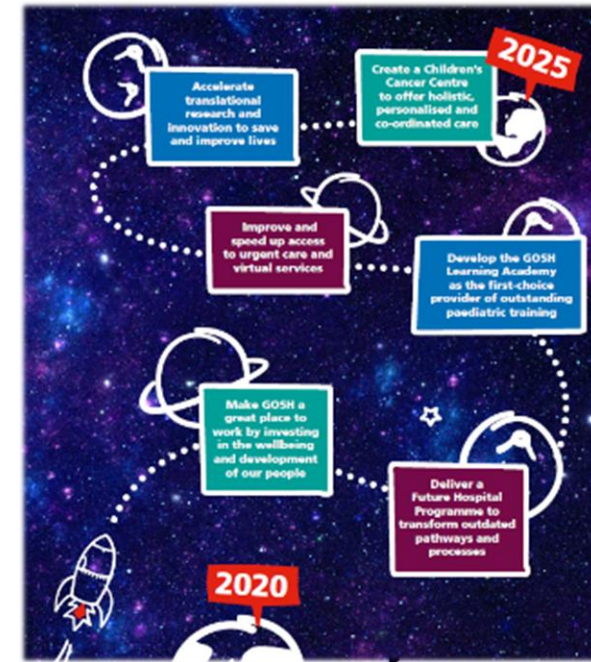 2025
Accelerate
translational
research and
innovation to save
and improve lives
Create a Children's
Cancer Centre
to offer holistic,
personalised and
co-ordinated care
Improve and
speed up access
to urgent care and
virtual services
Develop the GOSH
Learning Academy
as the first-choice
provider of outstanding
paediatric training
Make GOSH a
great place to
work by investing
in the wellbeing
and development
of our people
Deliver a
Future Hospital
Programme to
transform outdated
pathways and
processes
2020